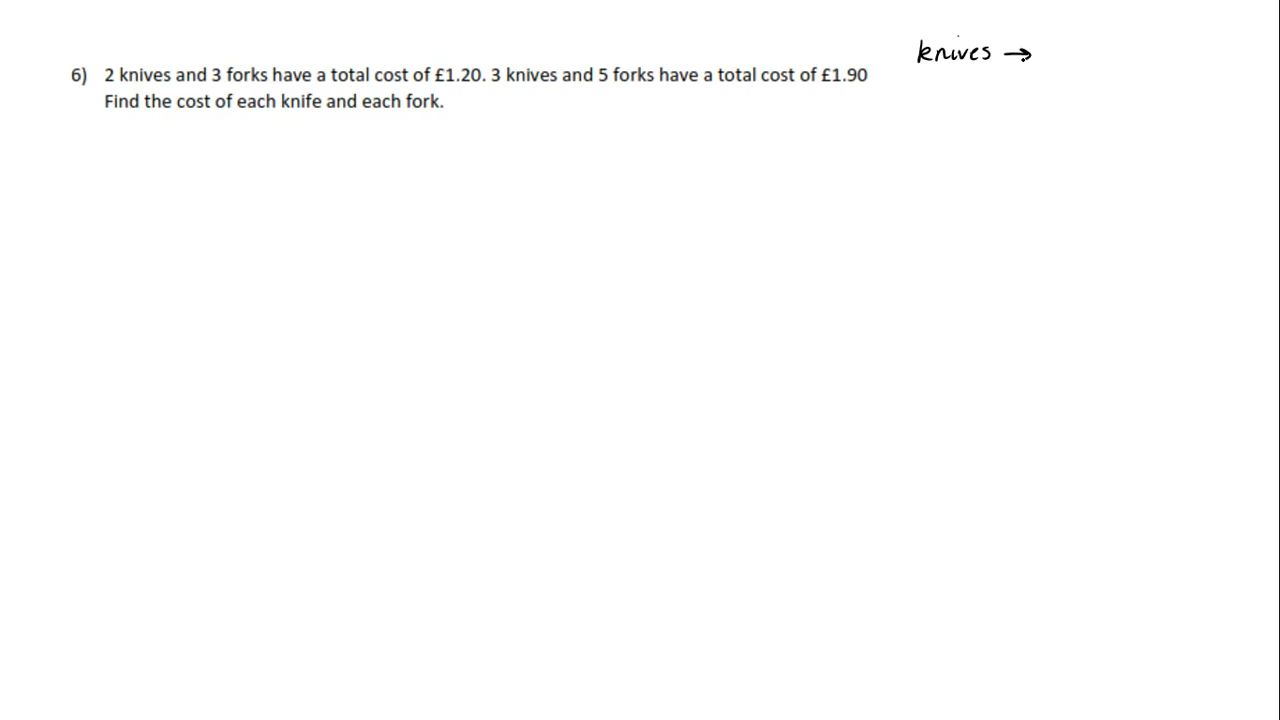 knives →
6) 2 knives and 3 forks have a total cost of £1.20. 3 knives and 5 forks have a total cost of £1.90
Find the cost of each knife and each fork.